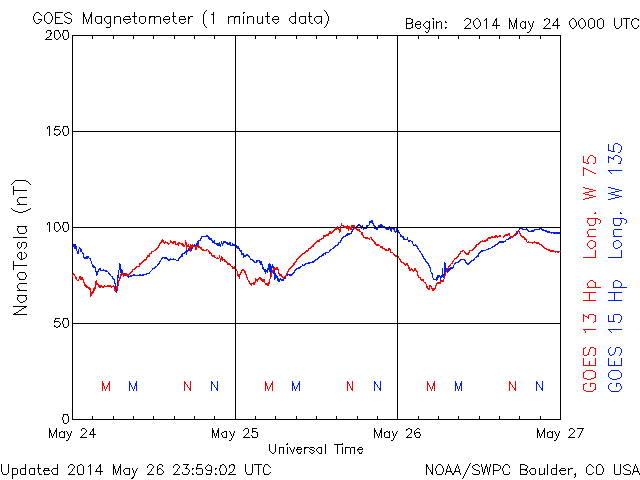 GOES Magnetometer (1 minute data)
Begin: 2014 May 24 0000 UTC
200
150
100
50
0
NanoTesla (nT)
M M N N M M N N M M N N
May 24 May 25 May 26 May 27
Universal Time
GOES 13 Hp Long. W 75
GOES 15 Hp Long. W 135
Updated 2014 May 26 23:59:02 UTC
NOAA/SWPC Boulder, CO USA